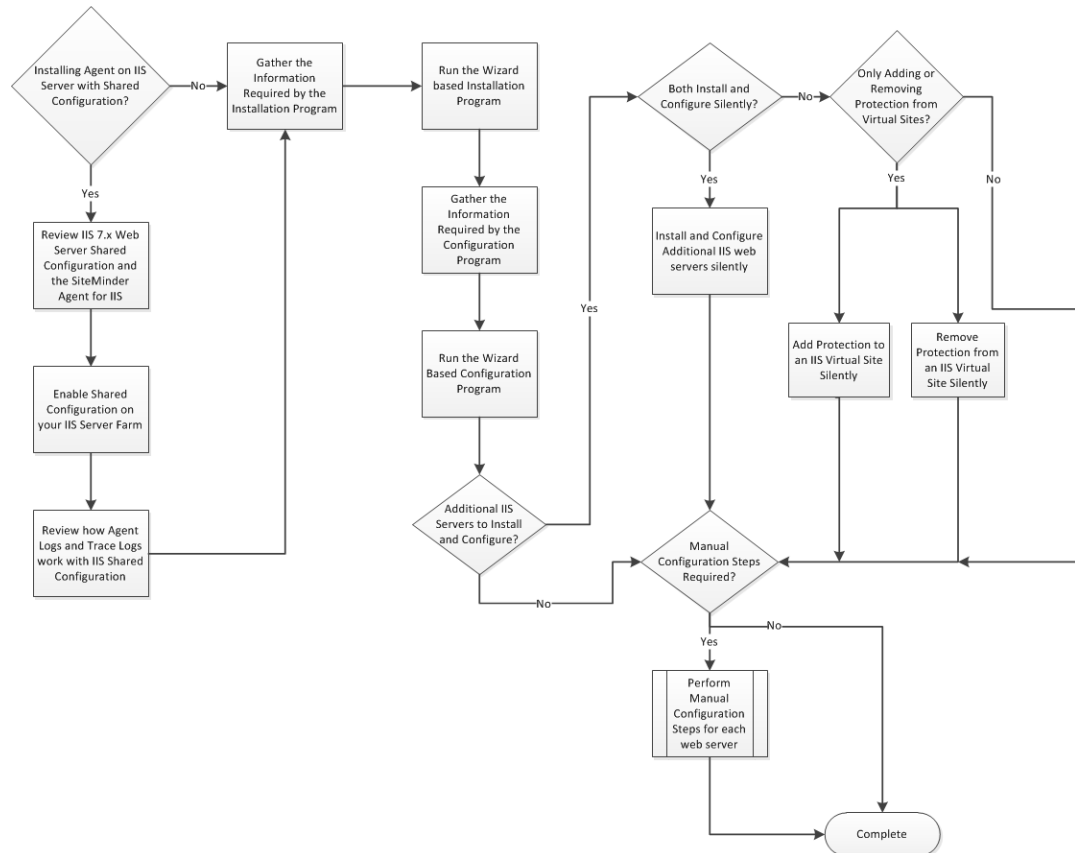 Installing Agent on IIS
Server with Shared
Configuration?
No
Yes
Review IIS 7.x Web
Server Shared
Configuration and
the SiteMinder
Agent for IIS
Enable Shared
Configuration on
your IIS Server Farm
Review how Agent
Logs and Trace Logs
work with IIS Shared
Configuration
Gather the
Information
Required by the
Installation Program
Run the Wizard
based Installation
Program
Gather the
Information
Required by the
Configuration
Program
Run the Wizard
Based Configuration
Program
Additional IIS
Servers to Install
and Configure?
Yes
No
Both Install and
Configure Silently?
No
Yes
Install and Configure
Additional IIS web
servers silently
Only Adding or
Removing
Protection from
Virtual Sites?
Yes
No
Add Protection to
an IIS Virtual Site
Silently
Remove
Protection from
an IIS Virtual
Site Silently
Manual
Configuration Steps
Required?
No
Yes
Perform
Manual
Configuration
Steps for each
web server
Complete